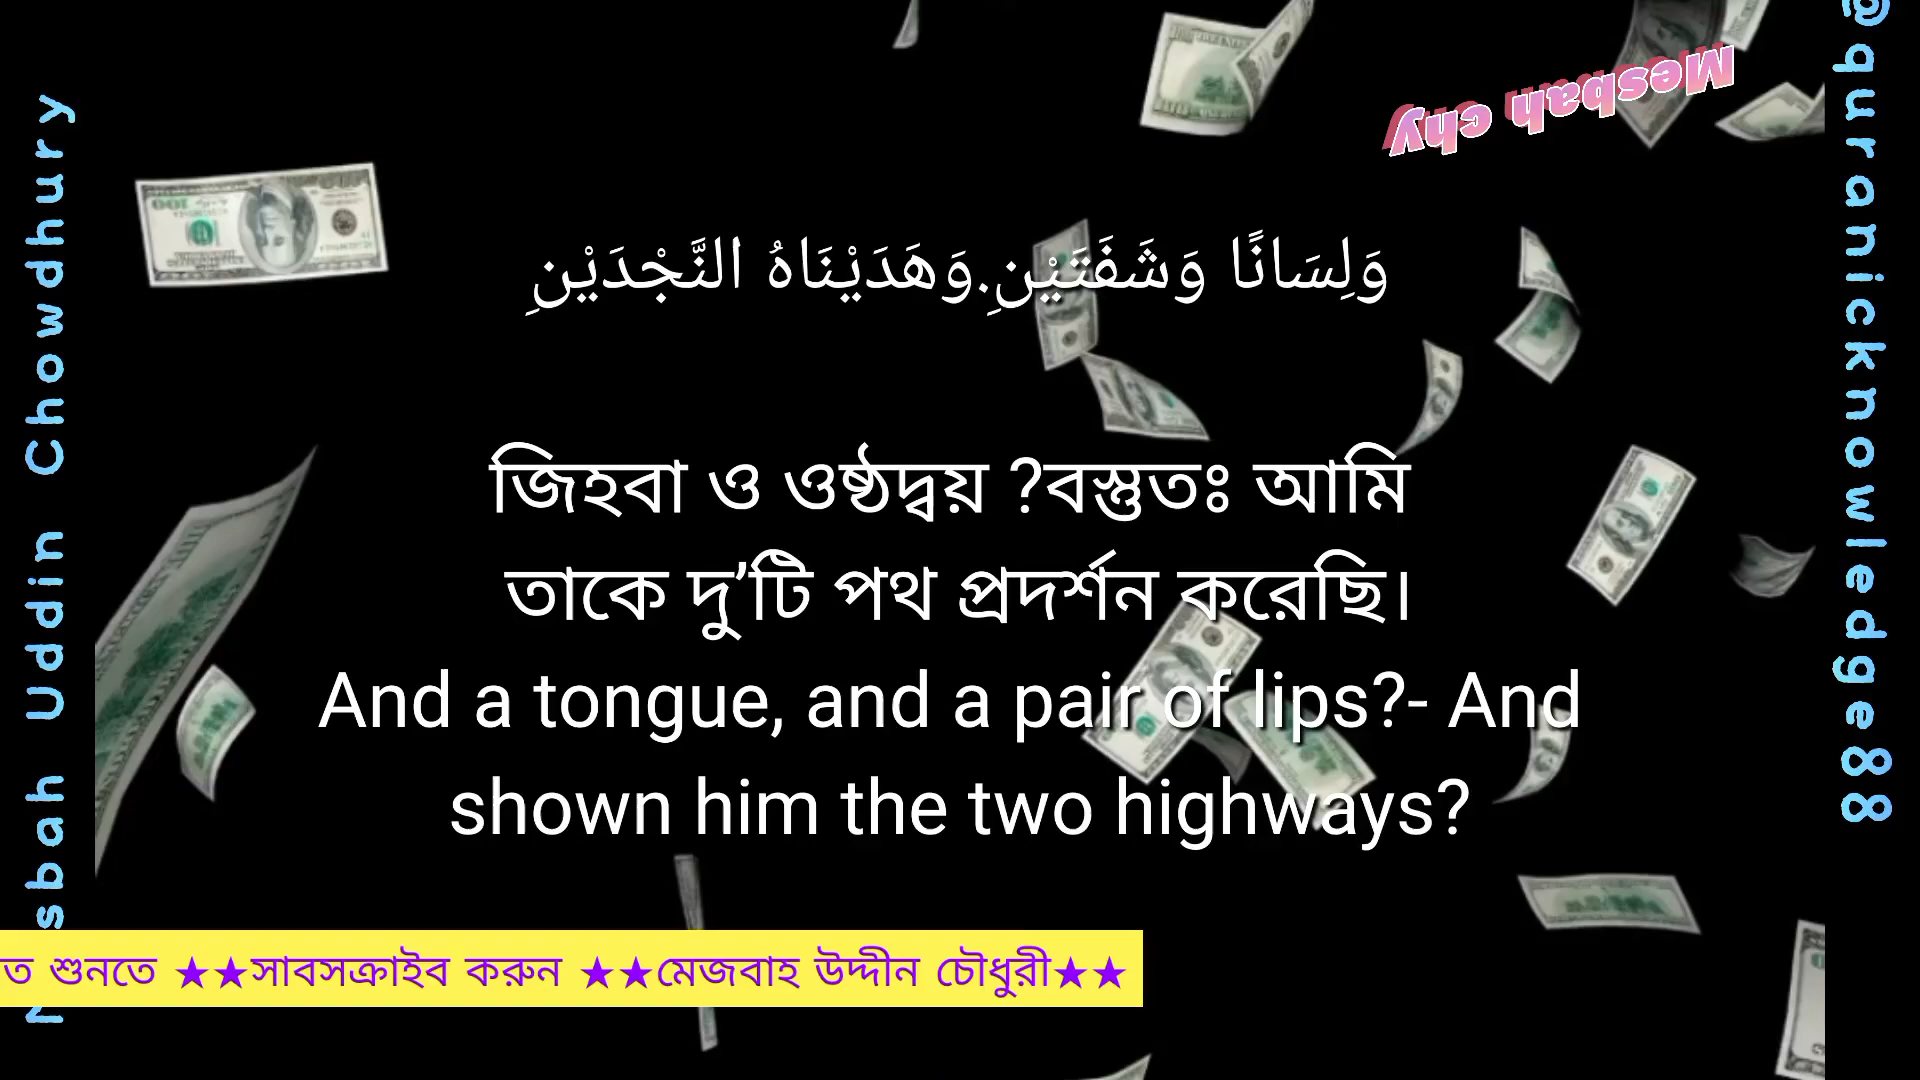 Mesbah chy
وَلِسَانًا وَشَفَتَيْنِ.وَهَدَيْنَاهُ النَّجْدَيْنِ
জিহবা ও ওষ্ঠদ্বয় ?বস্তুতঃ আমি
তাকে দু’টি পথ প্রদর্শন করেছি।
And a tongue, and a pair of lips?- And
shown him the two highways?
ত শুনতে ★★সাবসক্রাইব করুন ★★মেজবাহ উদ্দীন চৌধুরী★★
Mesbah Uddin Chowdhury
@quranicknowledge88